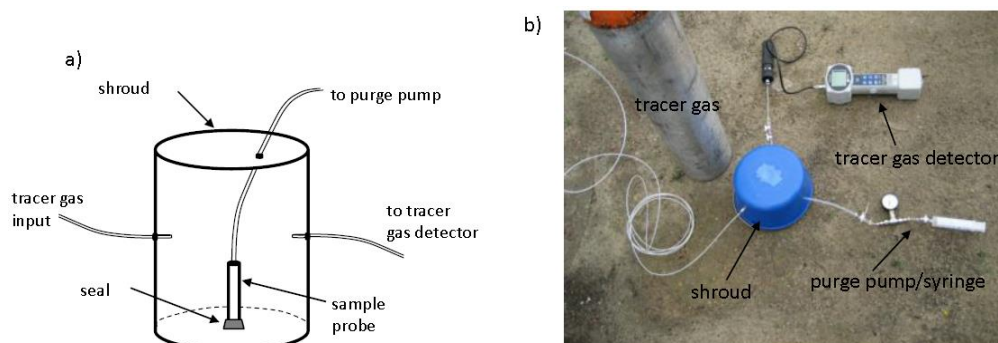 a)
shroud
to purge pump
tracer gas
input
to tracer
gas detector
seal
sample
probe
b)
tracer gas
tracer gas detector
shroud
purge pump/syringe